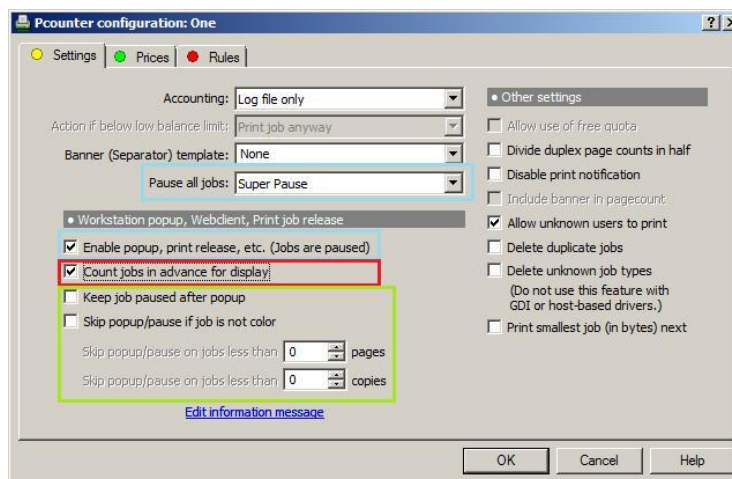 Pcounter configuration: One
Settings
Prices
Rules
Accounting: Log file only
Action if below low balance limit: Print job anyway
Banner (Separator) template: None
Pause all jobs: Super Pause
• Workstation popup, Webclient, Print job release
Enable popup, print release, etc. (Jobs are paused)
Count jobs in advance for display
Keep job paused after popup
Skip popup/pause if job is not color
Skip popup/pause on jobs less than 0 pages
Skip popup/pause on jobs less than 0 copies
Edit information message
• Other settings
Allow use of free quota
Divide duplex page counts in half
Disable print notification
Include banner in pagecount
Allow unknown users to print
Delete duplicate jobs
Delete unknown job types
(Do not use this feature with
GDI or host-based drivers.)
Print smallest job (in bytes) next
OK
Cancel
Help